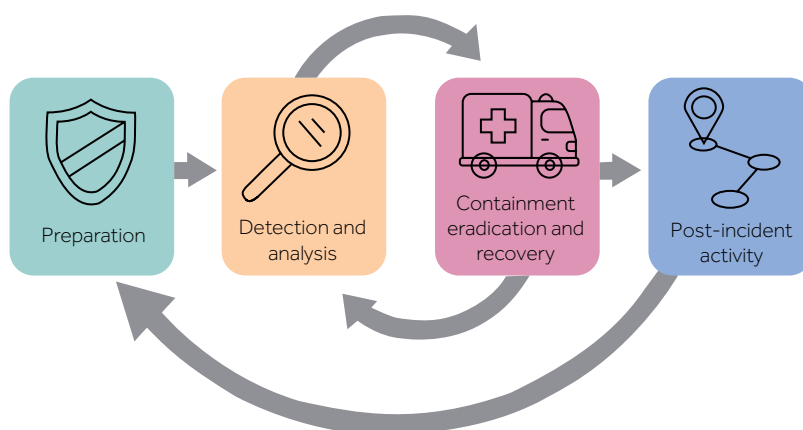 Preparation
Detection and
analysis
Containment
eradication and
recovery
Post-incident
activity